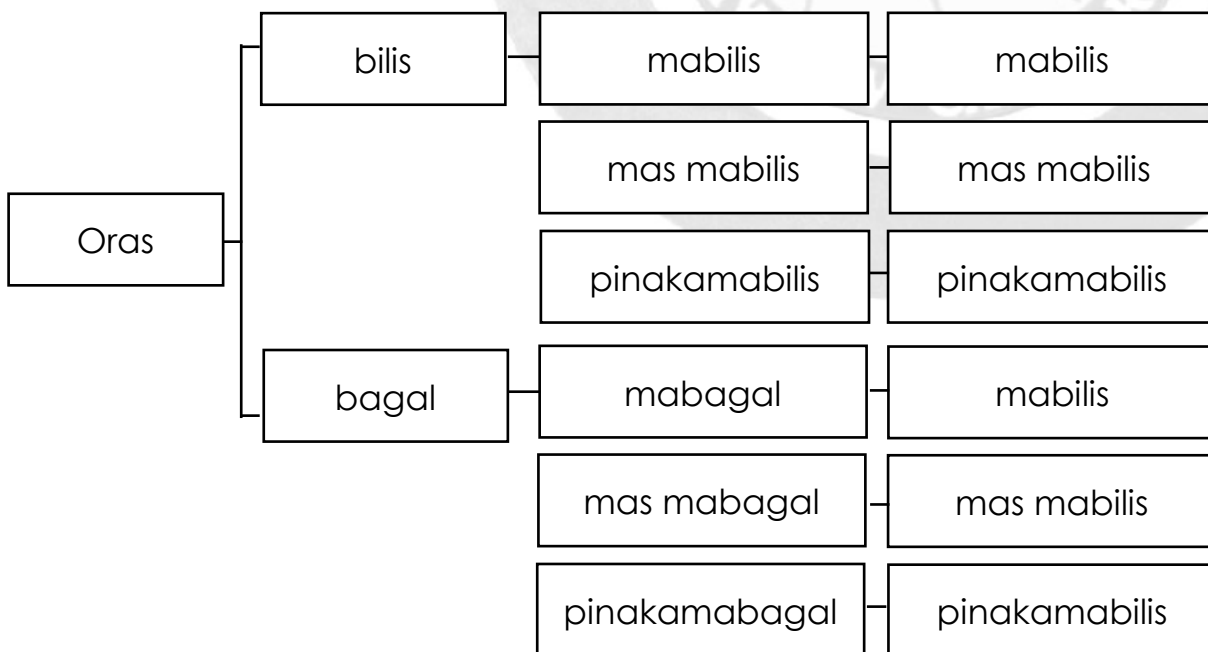 bilis
mabilis
mabilis
mas mabilis
mas mabilis
Oras
pinakamabilis
pinakamabilis
bagal
mabagal
mabilis
mas mabagal
mas mabilis
pinakamabagal
pinakamabilis